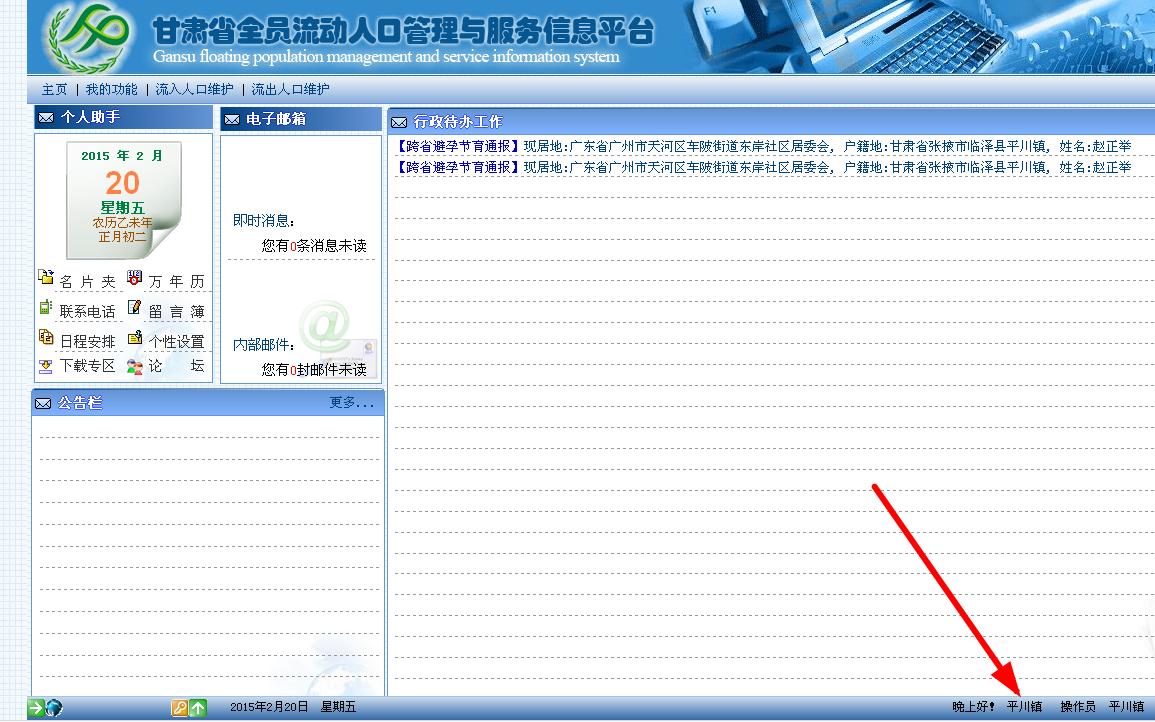 甘肃省全员流动人口管理与服务信息平台
Gansu floating population management and service information system
F1
主页 | 我的功能 | 流入人口维护 | 流出人口维护
个人助手
2015 年 2 月
20
星期五
农历乙未年
正月初二
名 片 夹 万 年 历
联系电话 留 言 簿
日程安排 个性设置
下载专区 论 坛
电子邮箱
即时消息:
您有0条消息未读
@
内部邮件:
您有0封邮件未读
公告栏 更多...
行政待办工作
【跨省避孕节育通报】现居地:广东省广州市天河区车陂街道东岸社区居委会, 户籍地:甘肃省张掖市临泽县平川镇, 姓名:赵正举
【跨省避孕节育通报】现居地:广东省广州市天河区车陂街道东岸社区居委会, 户籍地:甘肃省张掖市临泽县平川镇, 姓名:赵正举
2015年2月20日 星期五 晚上好! 平川镇 操作员 平川镇